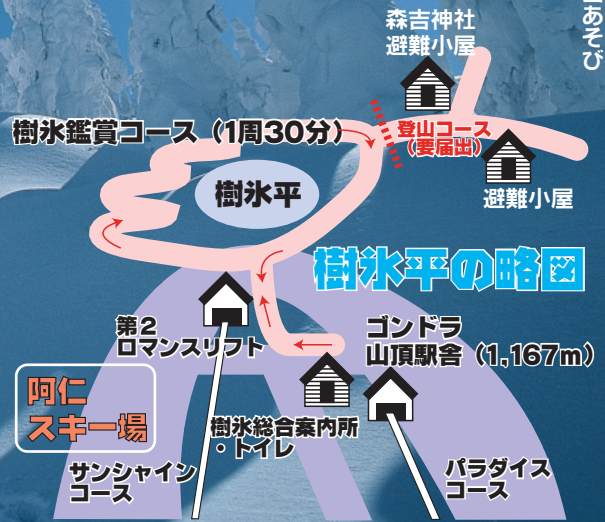 あそび
森吉神社
避難小屋
樹氷鑑賞コース（1周30分）
登山コース
（要届出）
避難小屋
樹氷平
樹氷平の略図
第2
ロマンスリフト
ゴンドラ
山頂駅舎（1,167m）
阿仁
スキー場
樹氷総合案内所
・トイレ
サンシャイン
コース
パラダイス
コース